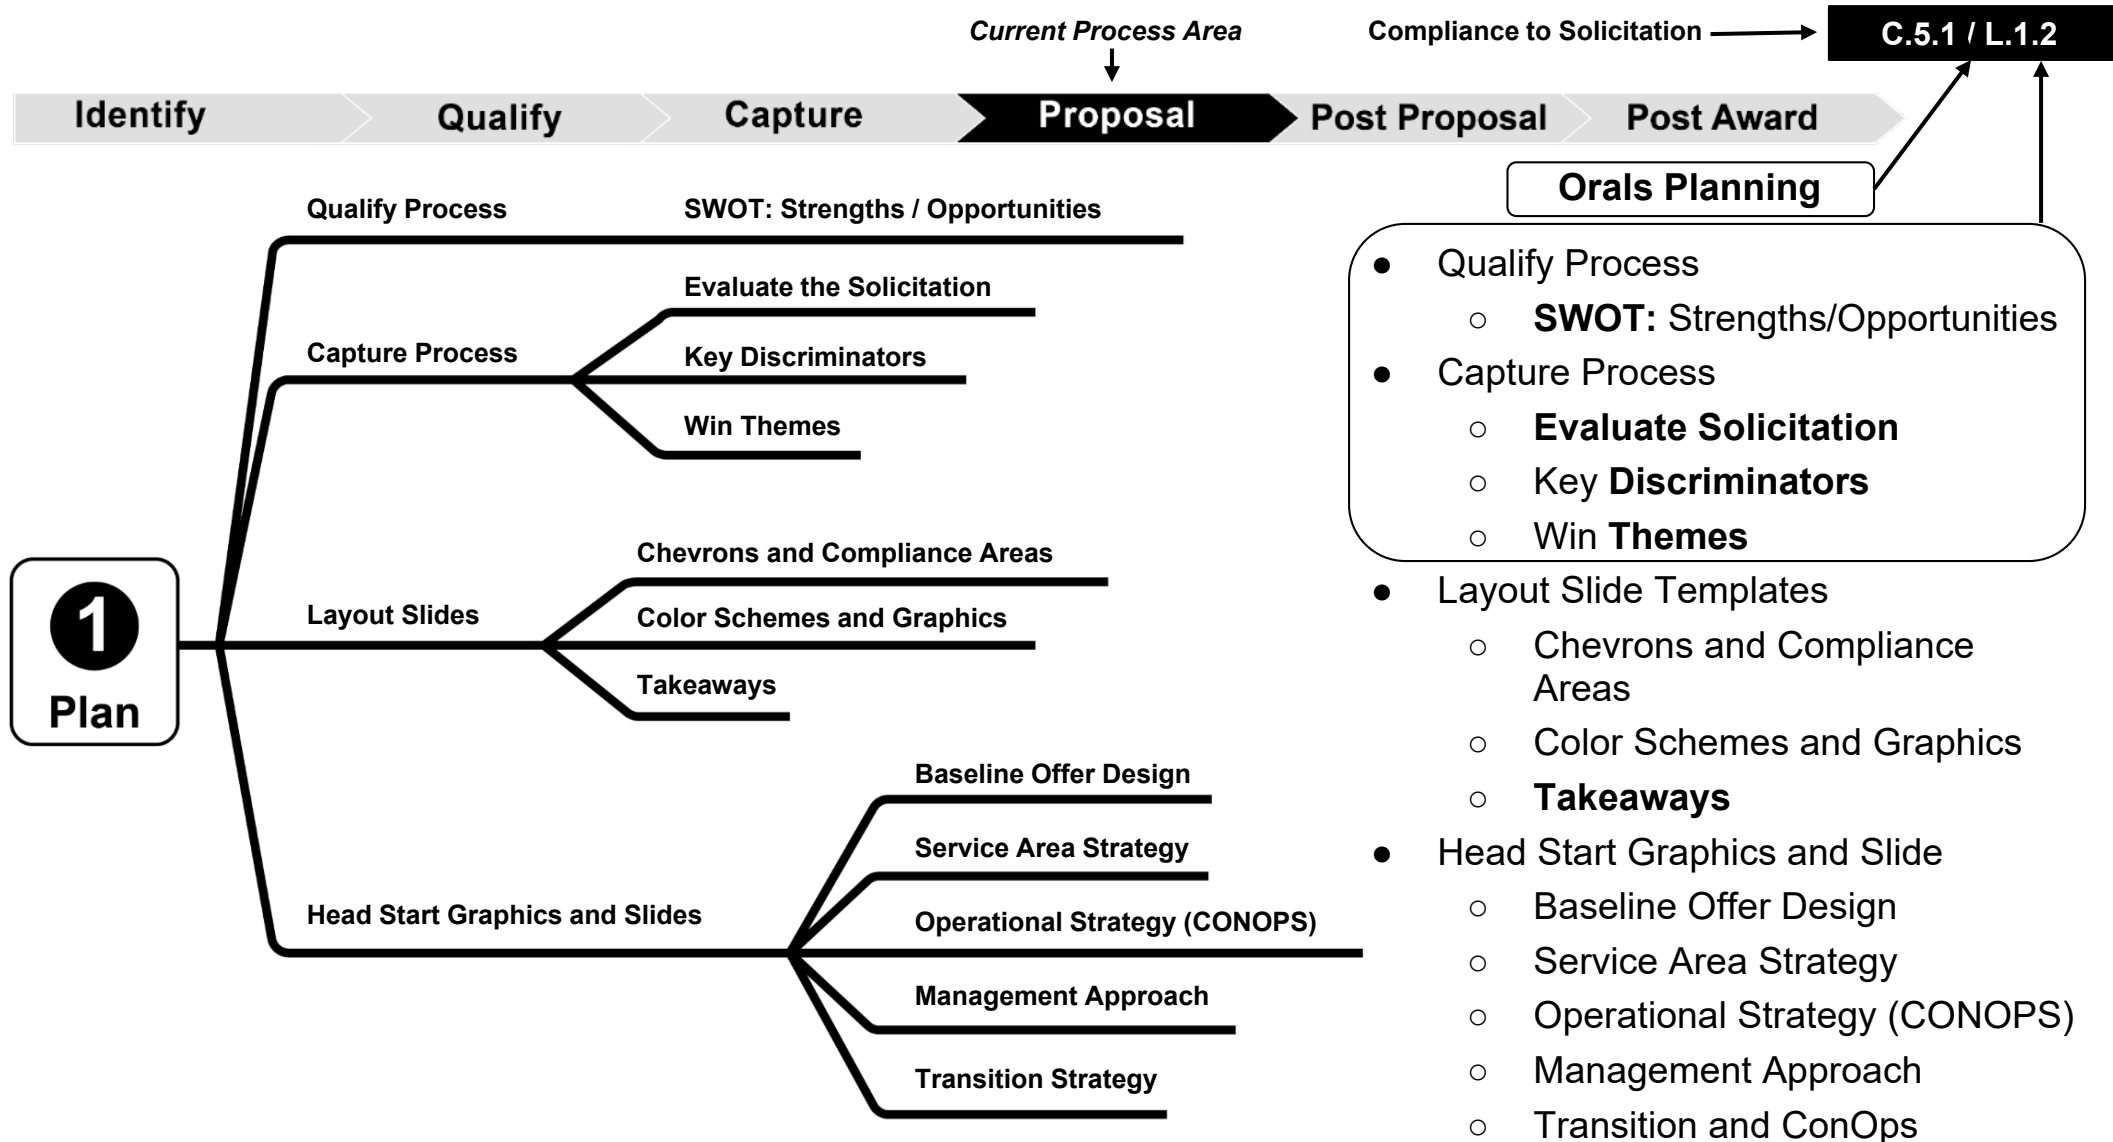 Current Process Area
Compliance to Solicitation
C.5.1 / L.1.2
Identify
Qualify
Capture
Proposal
Post Proposal
Post Award
Qualify Process
SWOT: Strengths / Opportunities
Evaluate the Solicitation
Capture Process
Key Discriminators
Win Themes
Chevrons and Compliance Areas
Layout Slides
Color Schemes and Graphics
Takeaways
1
Plan
Baseline Offer Design
Service Area Strategy
Head Start Graphics and Slides
Operational Strategy (CONOPS)
Management Approach
Transition Strategy
Orals Planning
● Qualify Process
○ SWOT: Strengths/Opportunities
● Capture Process
○ Evaluate Solicitation
○ Key Discriminators
○ Win Themes
● Layout Slide Templates
○ Chevrons and Compliance
Areas
○ Color Schemes and Graphics
○ Takeaways
● Head Start Graphics and Slide
○ Baseline Offer Design
○ Service Area Strategy
○ Operational Strategy (CONOPS)
○ Management Approach
○ Transition and ConOps